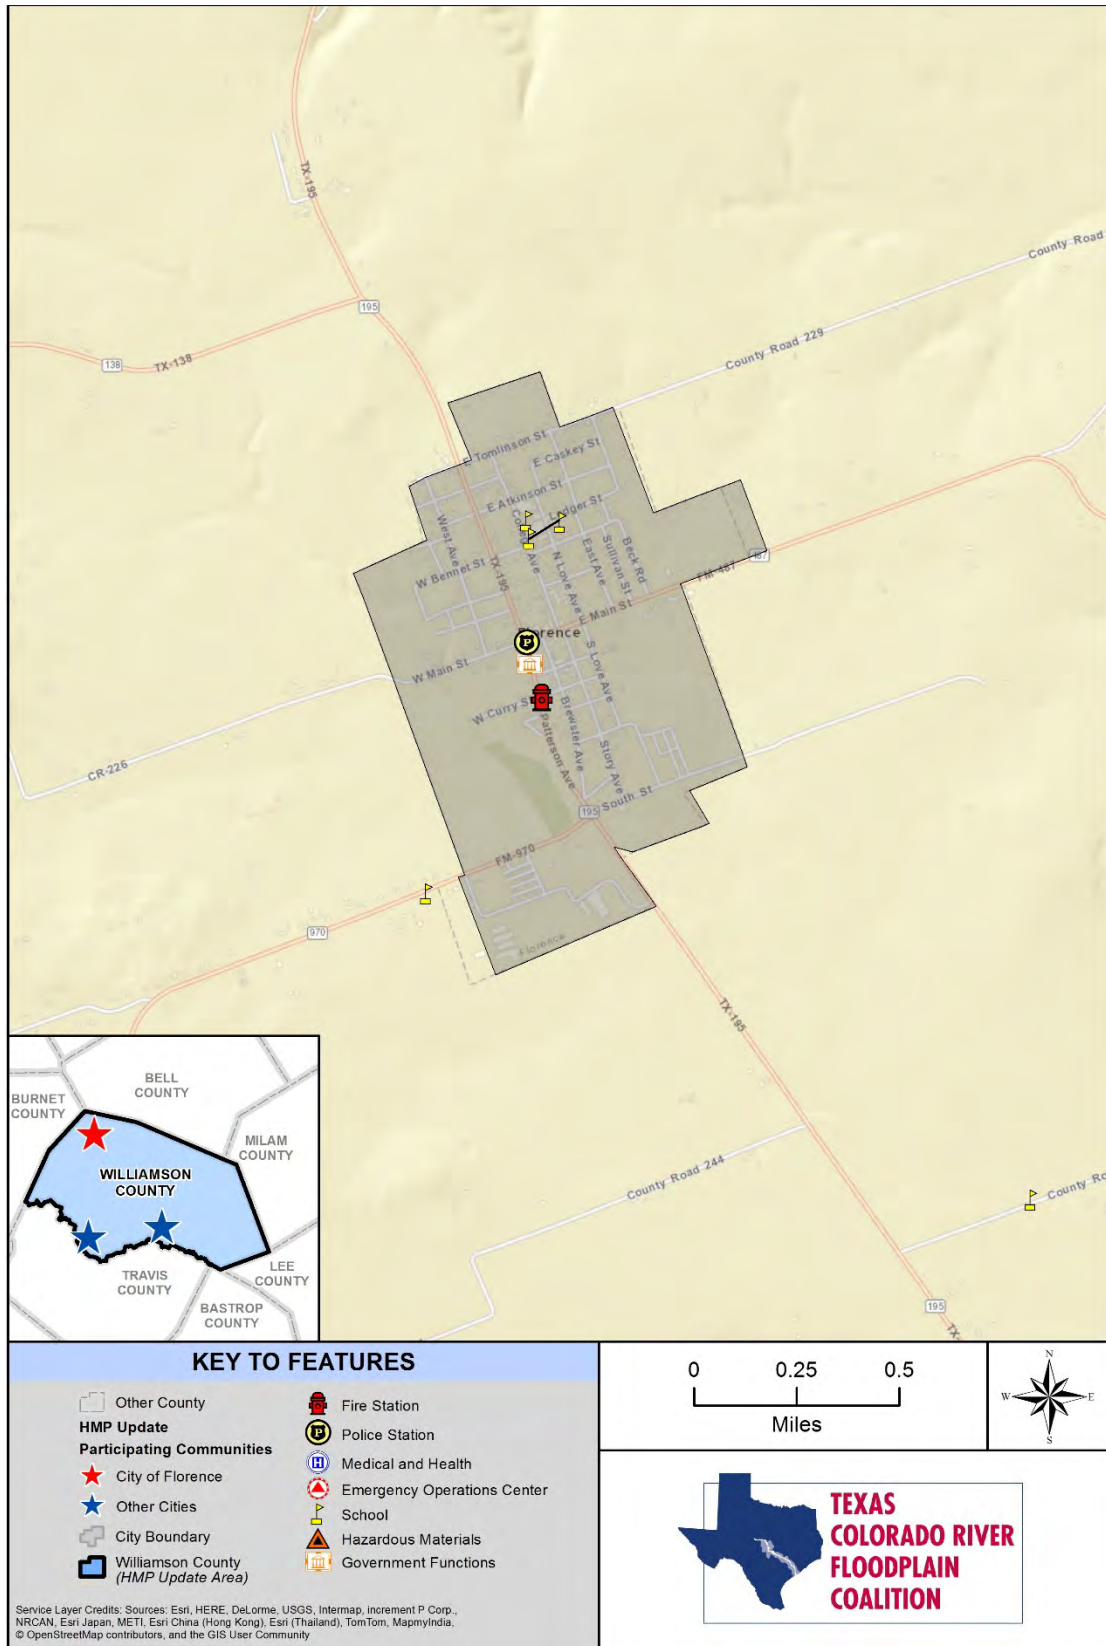 TX-195
County Road
195
County Road 229
138
TX-138
E Tomlinson St
E Caskey St
E Atkinson St
Lodger St
West Ave
W Bennet St
TX-195
N Love Ave
East Ave
Sullivan St
Beck Rd
FM-487
487
E Main St
Florence
W Main St
S Love Ave
W Curry St
Brewster Ave
Patterson Ave
Story Ave
CR-226
195
South St
FM-970
970
Florence
TX-195
County Road 244
County Ro
195
TX-
BELL
COUNTY
BURNET
COUNTY
MILAM
COUNTY
WILLIAMSON
COUNTY
TRAVIS
COUNTY
LEE
COUNTY
BASTROP
COUNTY
KEY TO FEATURES
Other County
HMP Update
Participating Communities
City of Florence
Other Cities
City Boundary
Williamson County
(HMP Update Area)
Fire Station
Police Station
Medical and Health
Emergency Operations Center
School
Hazardous Materials
Government Functions
Service Layer Credits: Sources: Esri, HERE, DeLorme, USGS, Intermap, increment P Corp.,
NRCAN, Esri Japan, METI, Esri China (Hong Kong), Esri (Thailand), TomTom, MapmyIndia,
© OpenStreetMap contributors, and the GIS User Community
0 0.25 0.5
Miles
N
W E
S
TEXAS
COLORADO RIVER
FLOODPLAIN
COALITION